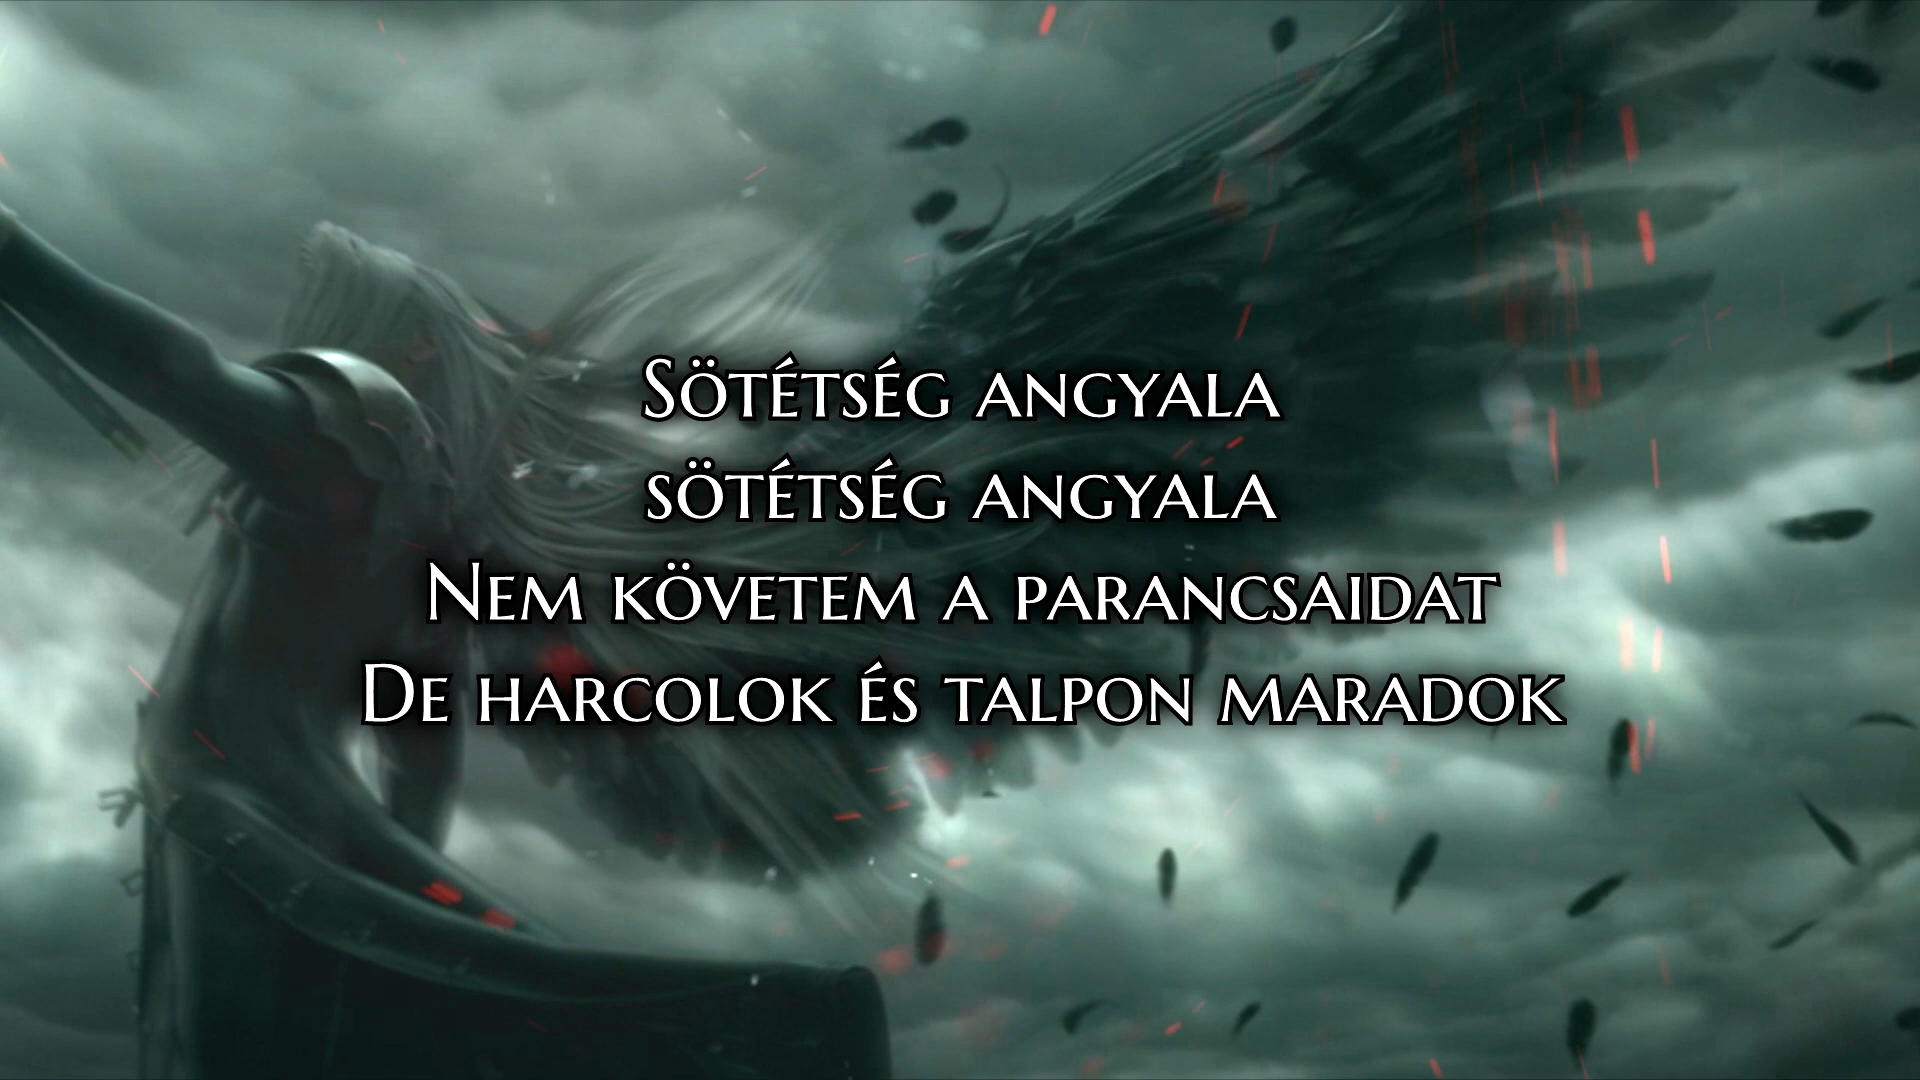 Sötétség angyala
sötétség angyala
Nem követem a parancsaidat
De harcolok és talpon maradok